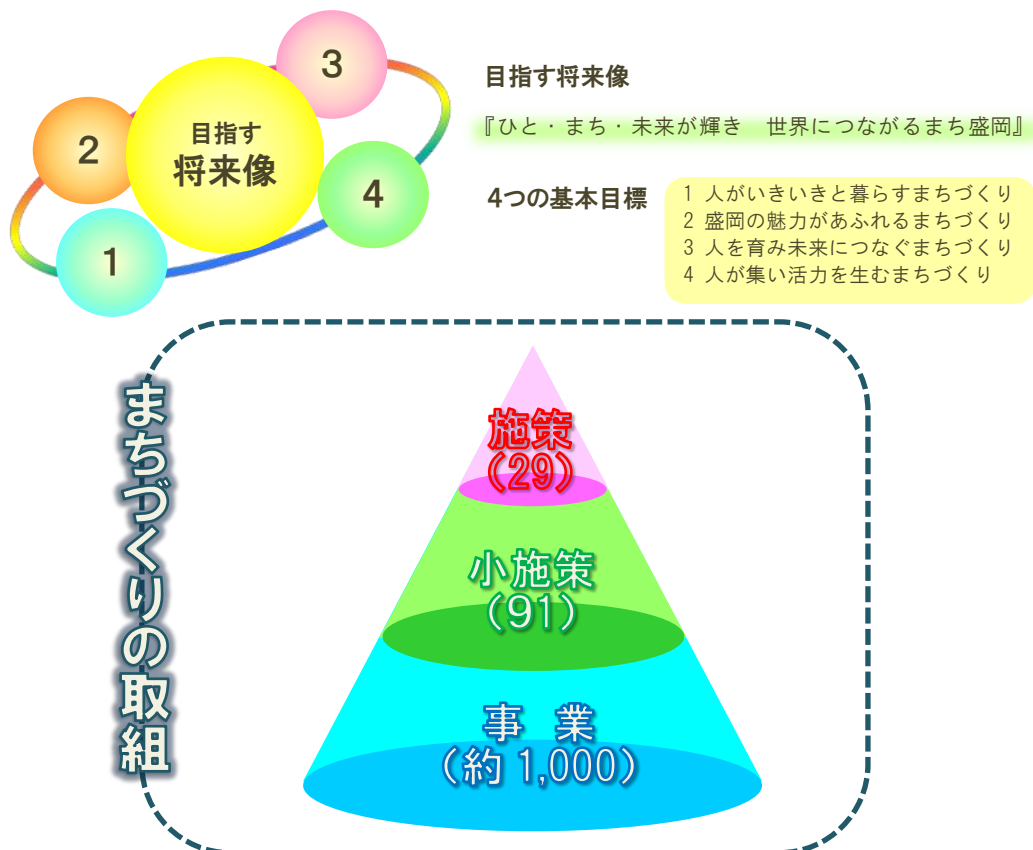 3
2
目指す
将来像
4
1
目指す将来像
『ひと・まち・未来が輝き　世界につながるまち盛岡』
4つの基本目標
1 人がいきいきと暮らすまちづくり
2 盛岡の魅力があふれるまちづくり
3 人を育み未来につなぐまちづくり
4 人が集い活力を生むまちづくり
まちづくりの取組
施策
（29）
小施策
（91）
事　業
（約 1,000）